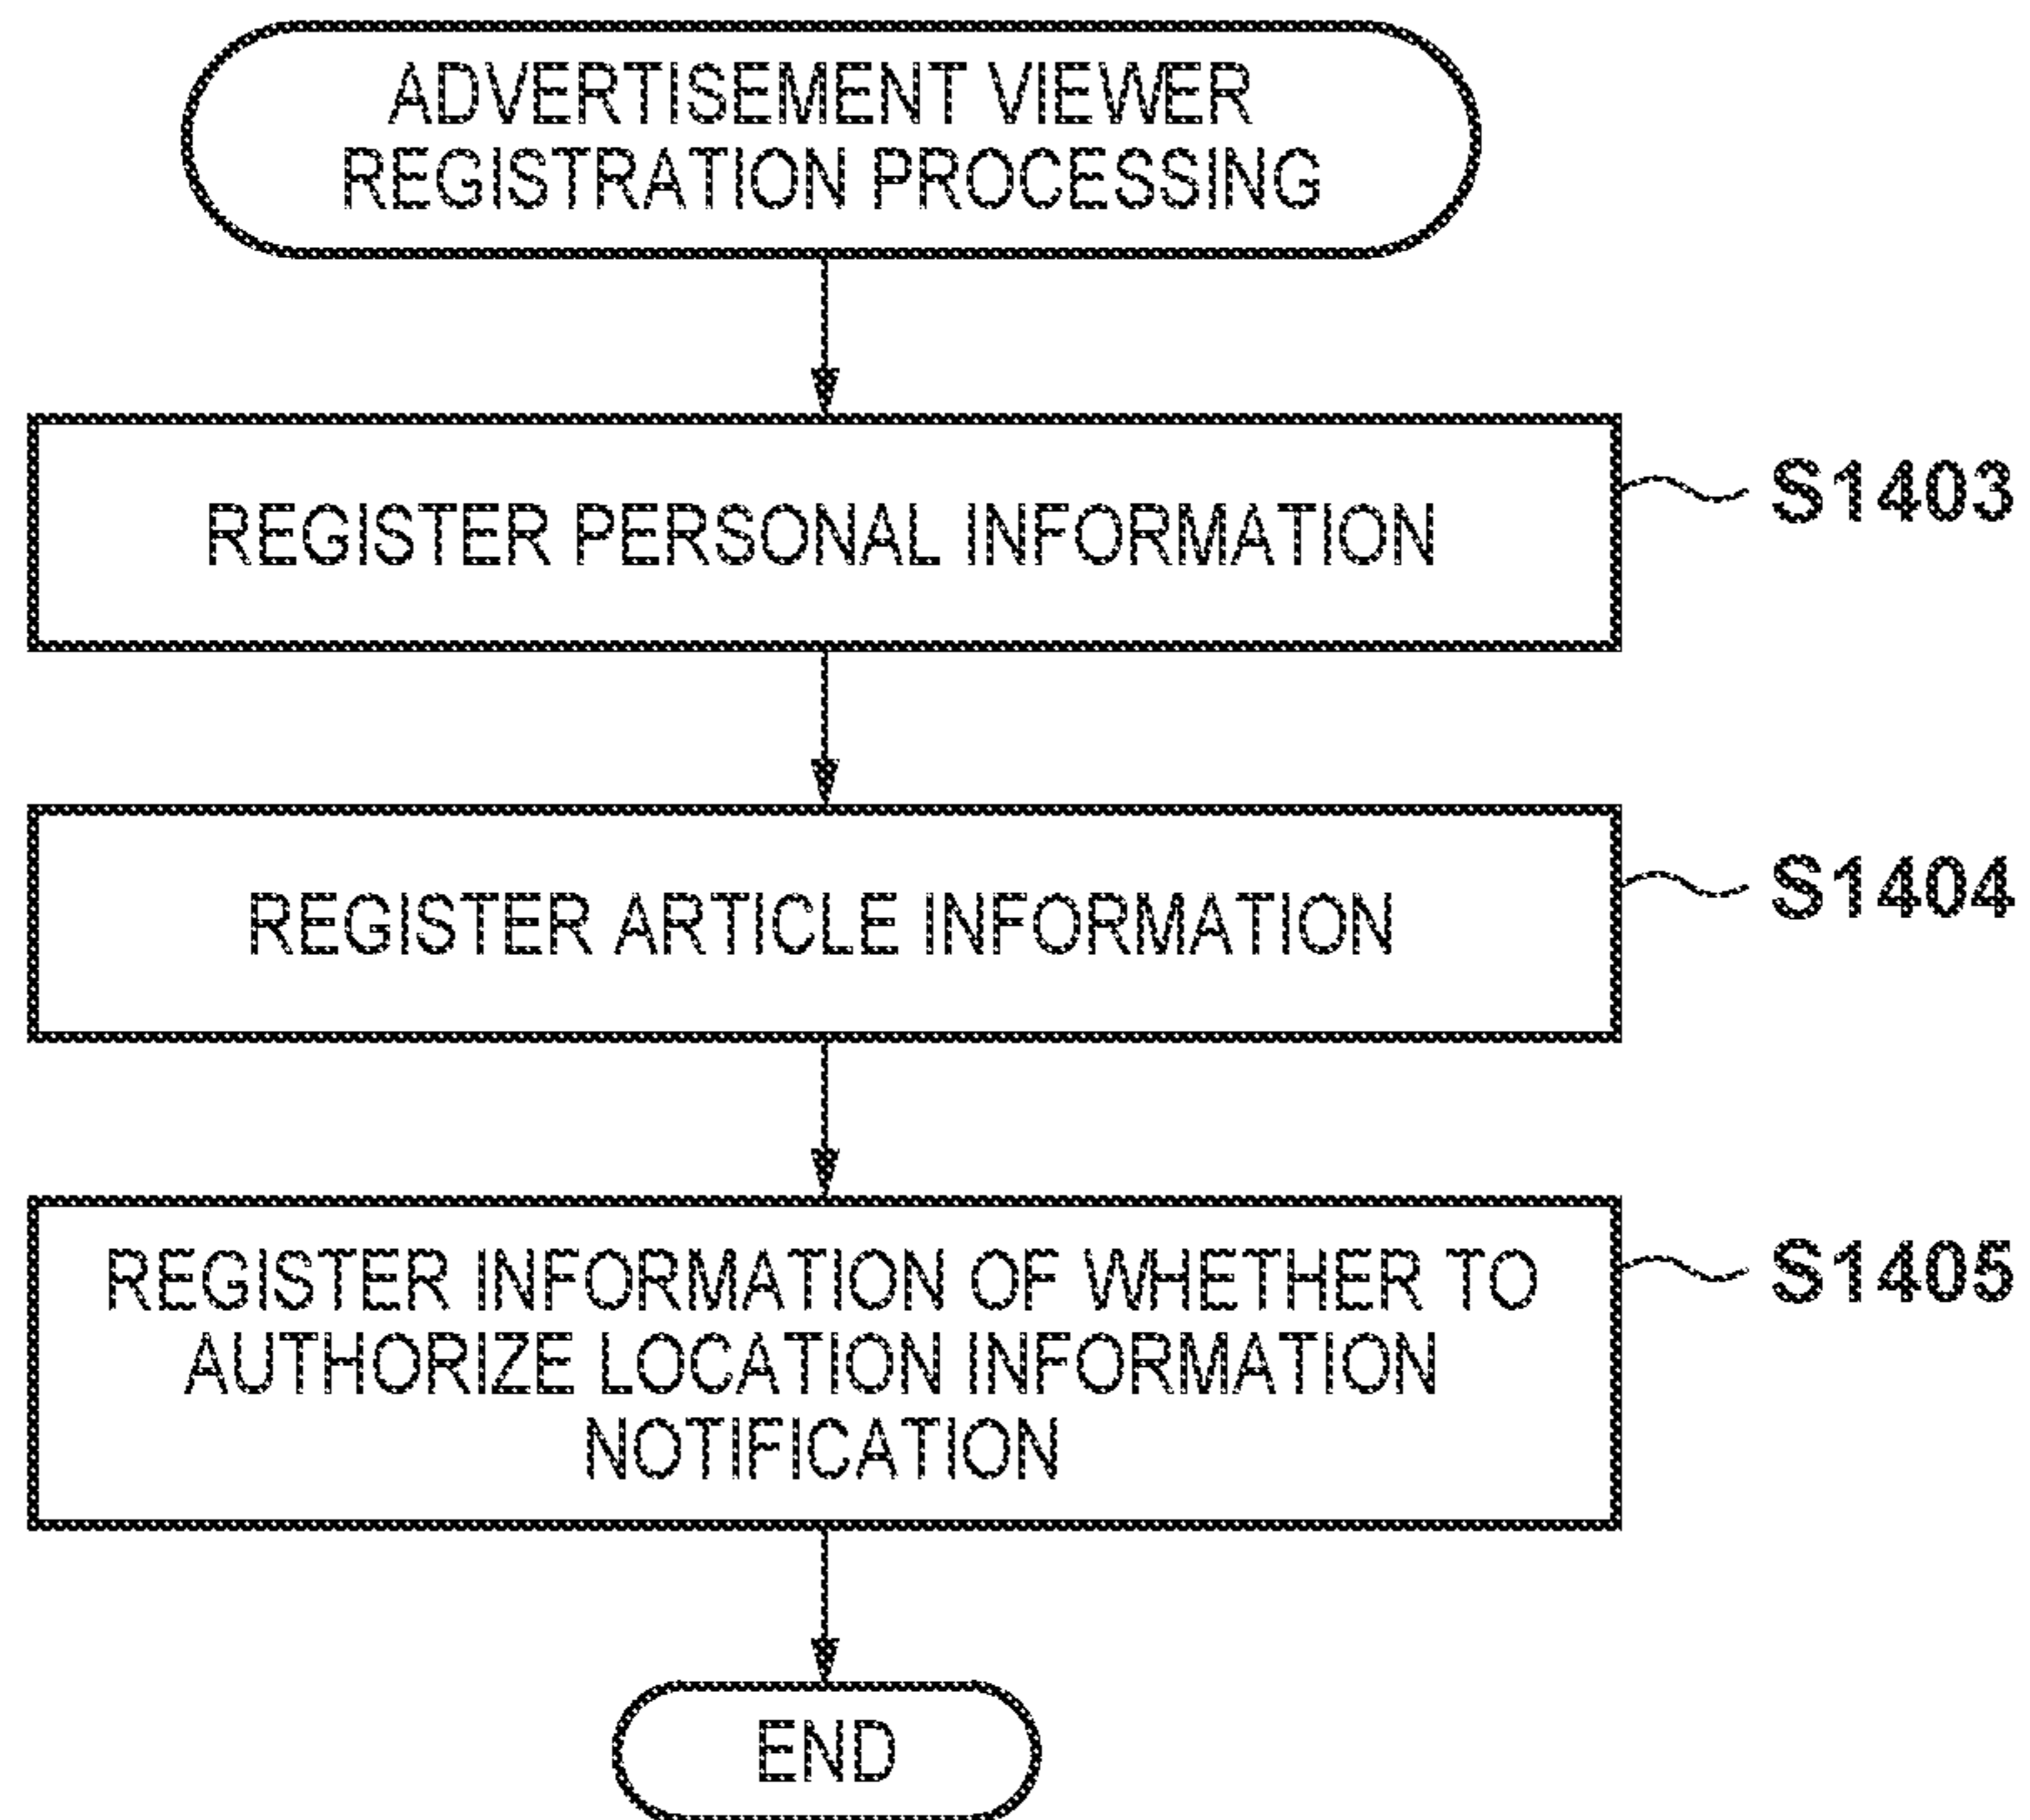 ADVERTISEMENT VIEWER
REGISTRATION PROCESSING
REGISTER PERSONAL INFORMATION
S1403
REGISTER ARTICLE INFORMATION
S1404
REGISTER INFORMATION OF WHETHER TO
AUTHORIZE LOCATION INFORMATION
NOTIFICATION
S1405
END